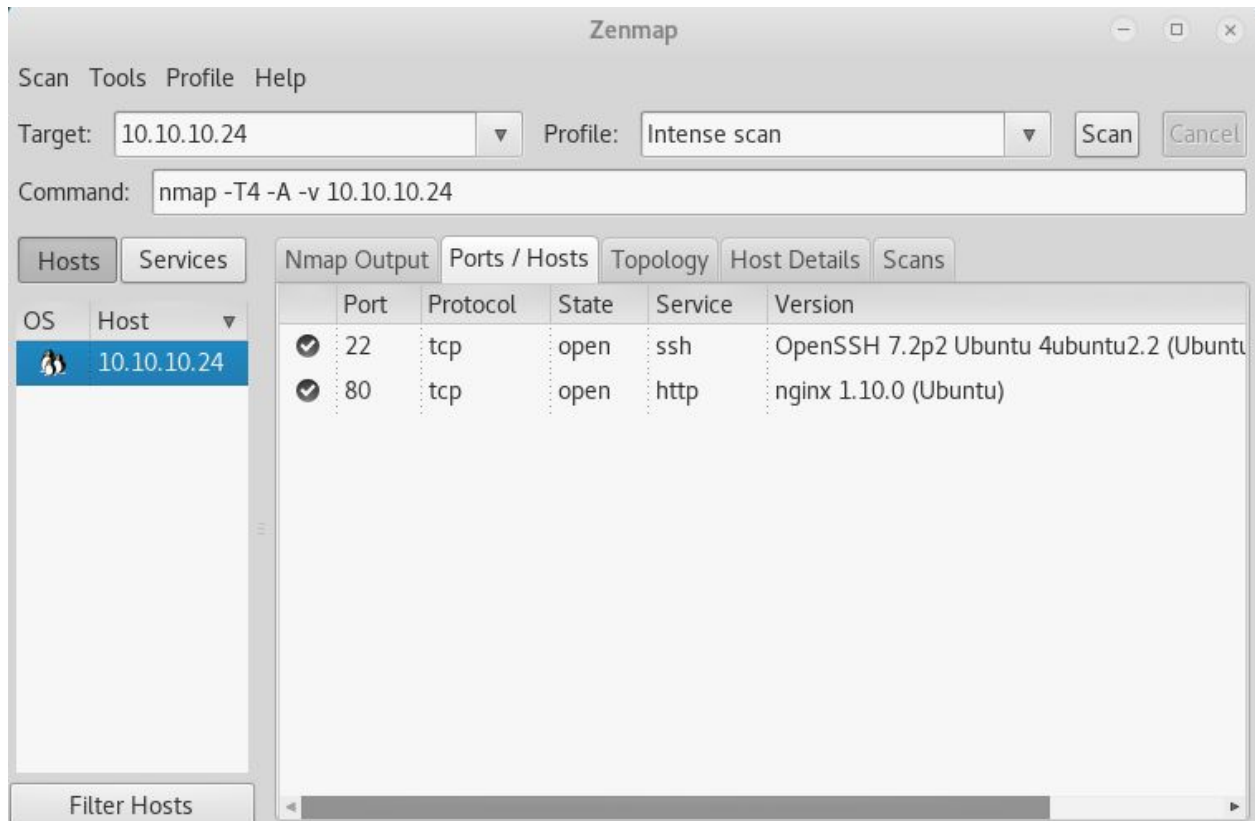 Zenmap
Scan Tools Profile Help
Target: 10.10.10.24 Profile: Intense scan Scan Cancel
Command: nmap -T4 -A -v 10.10.10.24
Hosts Services Nmap Output Ports / Hosts Topology Host Details Scans
OS Host Port Protocol State Service Version
10.10.10.24 22 tcp open ssh OpenSSH 7.2p2 Ubuntu 4ubuntu2.2 (Ubuntu
80 tcp open http nginx 1.10.0 (Ubuntu)
Filter Hosts